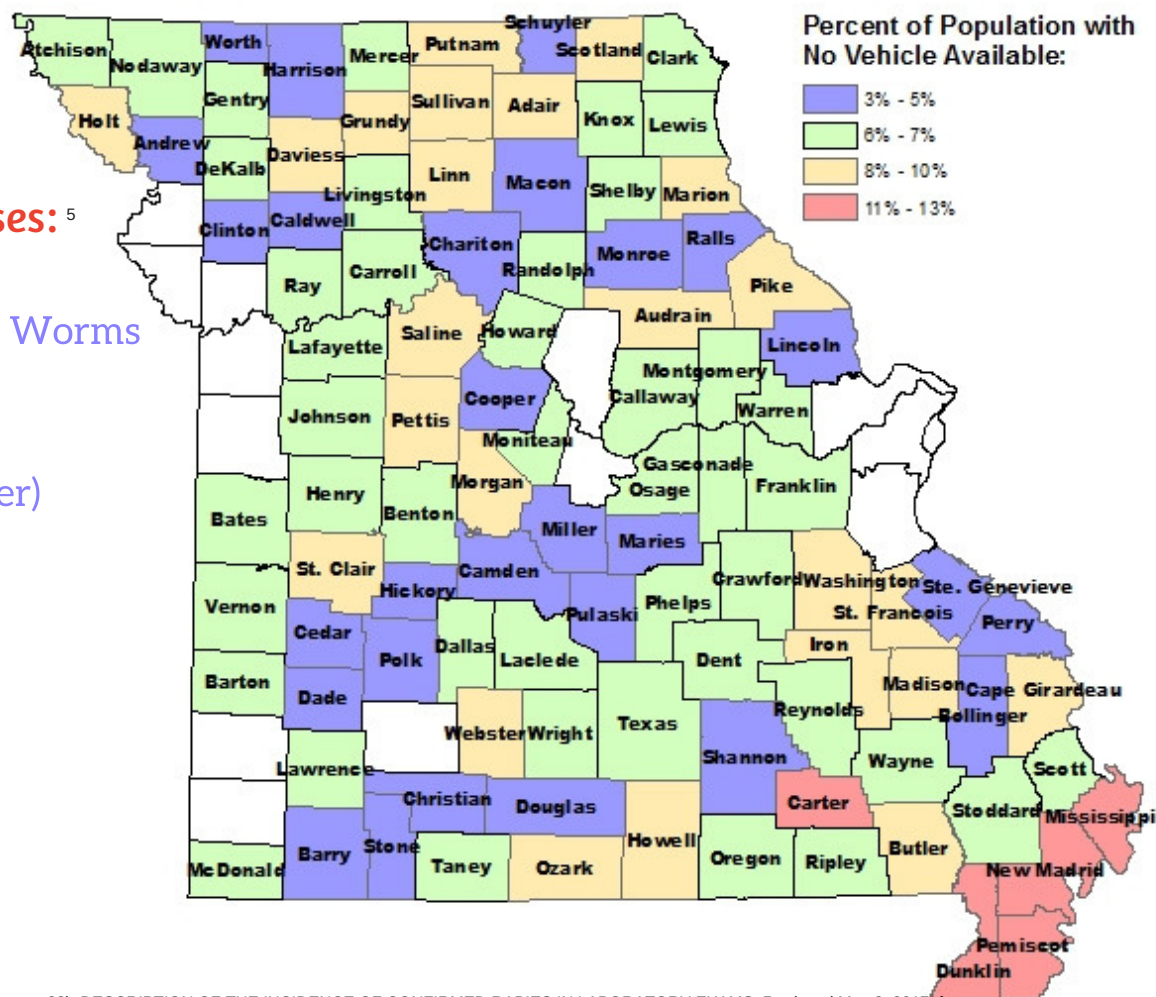 Percent of Population with
No Vehicle Available:
3% - 5%
6% - 7%
8% - 10%
11% - 13%
ses: 5
Worms
er)
Atchison
Nodaway
Worth
Harrison
Mercer
Putnam
Schuyler
Scotland
Clark
Holt
Andrew
Gentry
DeKalb
Daviess
Grundy
Sullivan
Adair
Knox
Lewis
Clinton
Caldwell
Livingston
Linn
Macon
Shelby
Marion
Ray
Carroll
Chariton
Randolph
Monroe
Ralls
Pike
Lafayette
Saline
Howard
Audrain
Lincoln
Johnson
Pettis
Cooper
Moniteau
Callaway
Montgomery
Warren
Bates
Henry
Benton
Morgan
Miller
Maries
Osage
Gasconade
Franklin
Vernon
St. Clair
Hickory
Camden
Pulaski
Phelps
Crawford
Washington
St. Francois
Ste. Genevieve
Perry
Barton
Cedar
Dade
Polk
Dallas
Laclede
Texas
Dent
Iron
Reynolds
Madison
Cape Girardeau
Bollinger
Lawrence
Webster
Wright
Shannon
Carter
Wayne
Scott
Stoddard
Mississippi
McDonald
Barry
Stone
Christian
Taney
Douglas
Ozark
Howell
Oregon
Ripley
Butler
New Madrid
Pemiscot
Dunklin